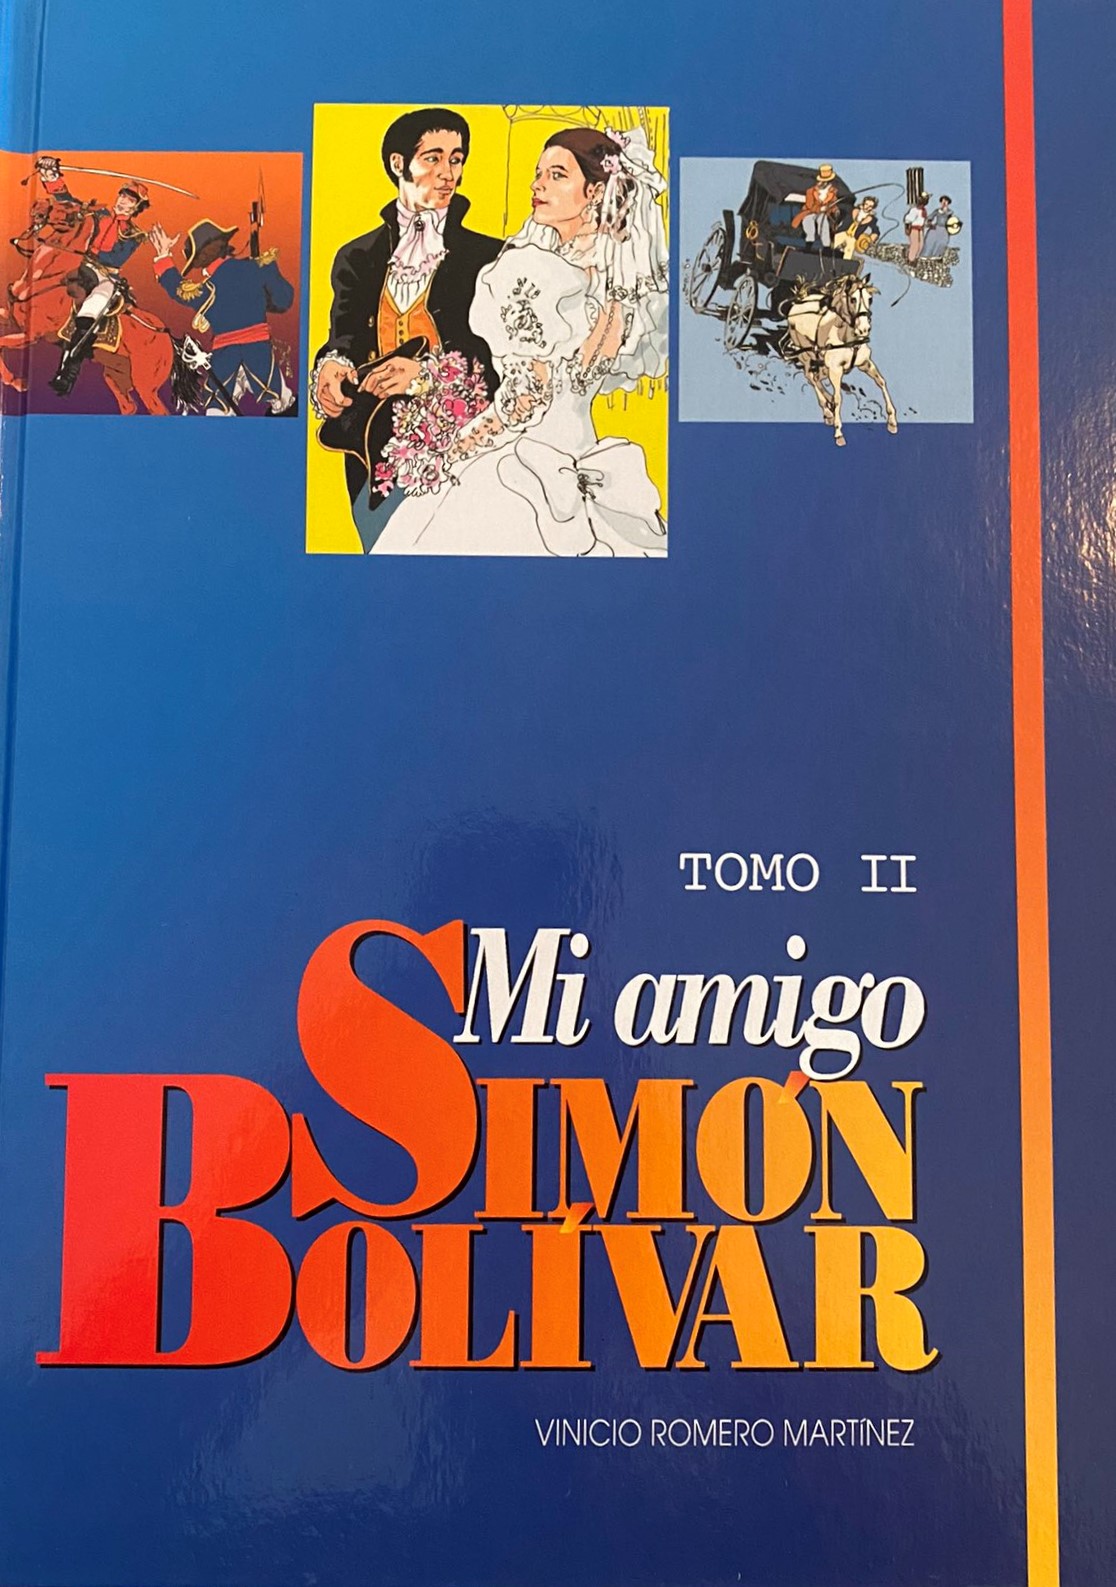 TOMO II
Mi amigo
SIMÓN
BOLÍVAR
VINICIO ROMERO MARTÍNEZ